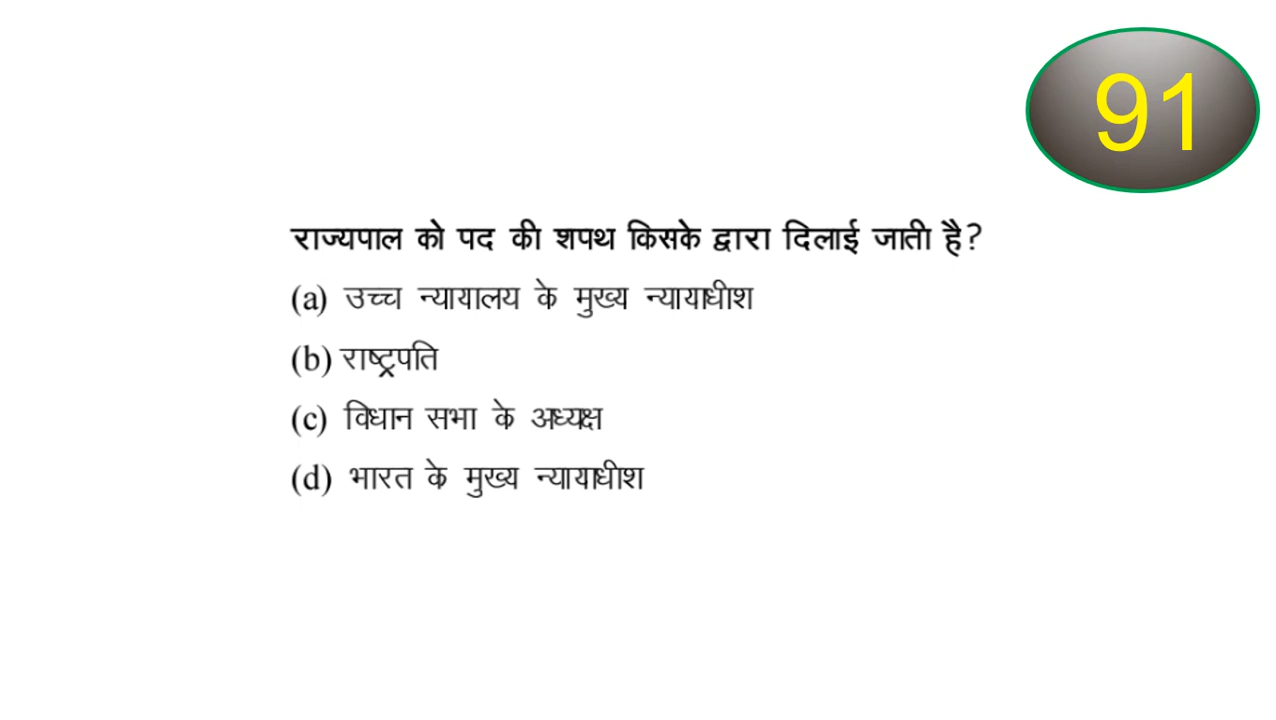 91
राज्यपाल को पद की शपथ किसके द्वारा दिलाई जाती है?
(a) उच्च न्यायालय के मुख्य न्यायाधीश
(b) राष्ट्रपति
(c) विधान सभा के अध्यक्ष
(d) भारत के मुख्य न्यायाधीश